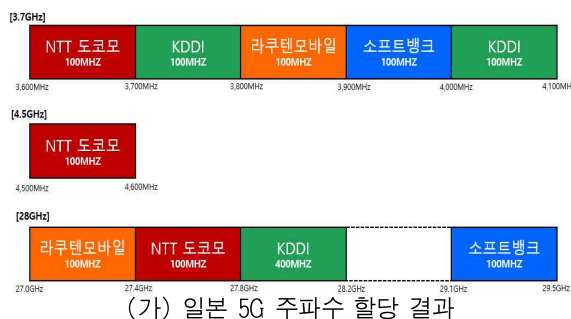 [3.7GHz]
NTT 도코모 KDDI 라쿠텐모바일 소프트뱅크 KDDI
100MHZ 100MHZ 100MHZ 100MHZ 100MHZ
3,600MHz 3,700MHz 3,800MHz 3,900MHz 4,000MHz 4,100MHz
[4.5GHz]
NTT 도코모
100MHZ
4,500MHz 4,600MHz
[28GHz]
라쿠텐모바일 NTT 도코모 KDDI 소프트뱅크
100MHZ 100MHZ 400MHZ 100MHZ
27.0GHz 27.4GHz 27.8GHz 28.2GHz 29.1GHz 29.5GHz
(가) 일본 5G 주파수 할당 결과